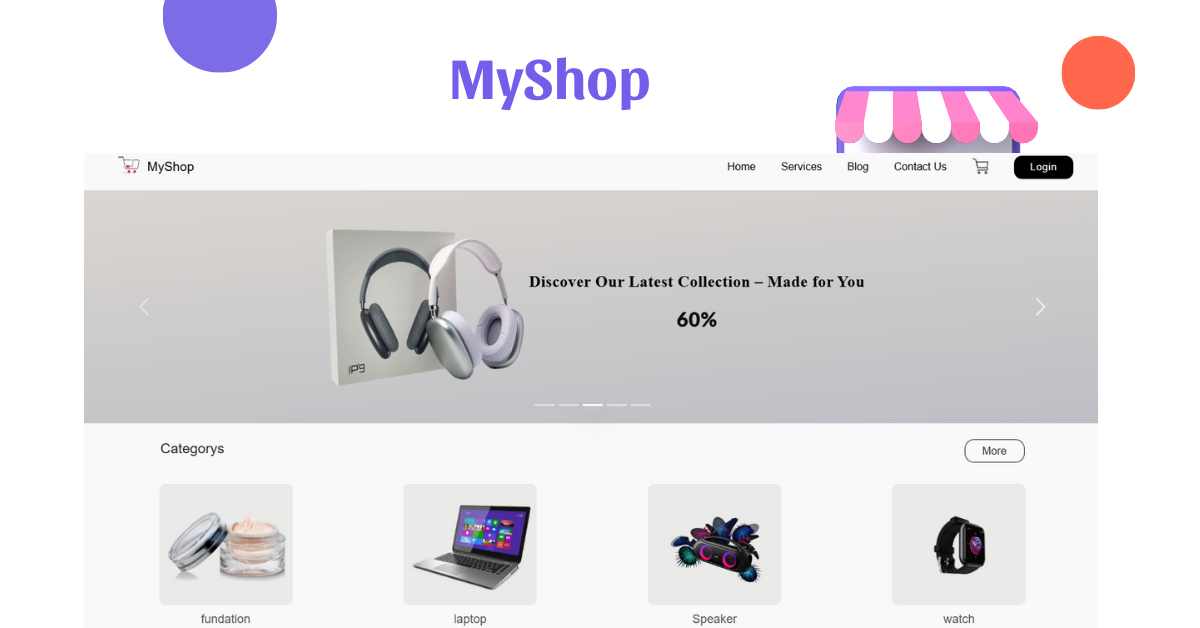 MyShop
MyShop Home Services Blog Contact Us Login
Discover Our Latest Collection – Made for You
60%
Categorys More
fundation laptop Speaker watch